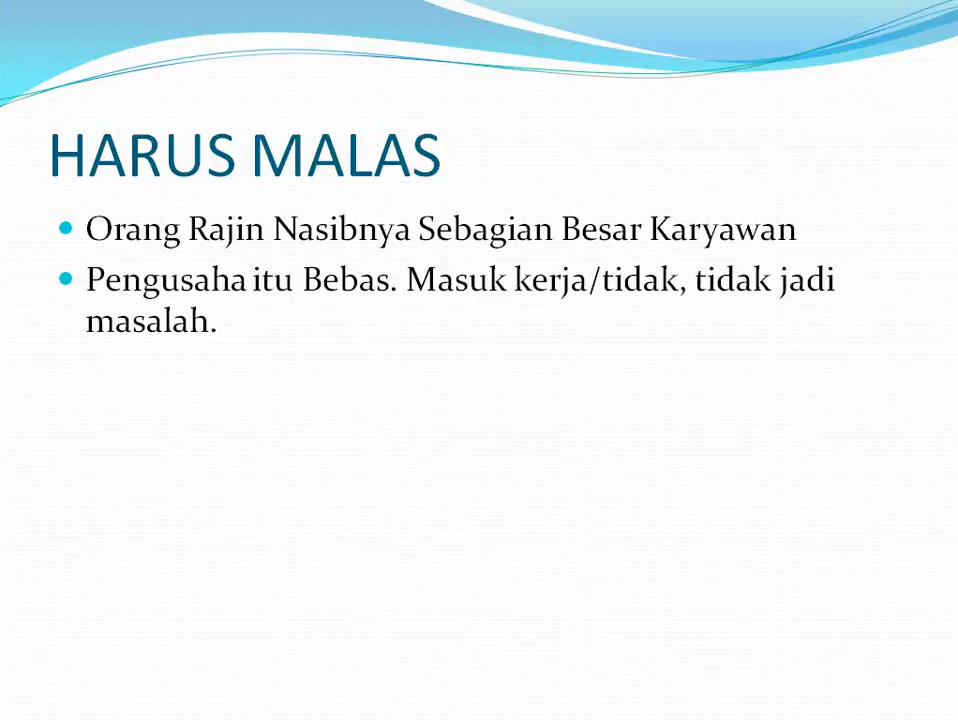 HARUS MALAS
Orang Rajin Nasibnya Sebagian Besar Karyawan
Pengusaha itu Bebas. Masuk kerja/tidak, tidak jadi
masalah.